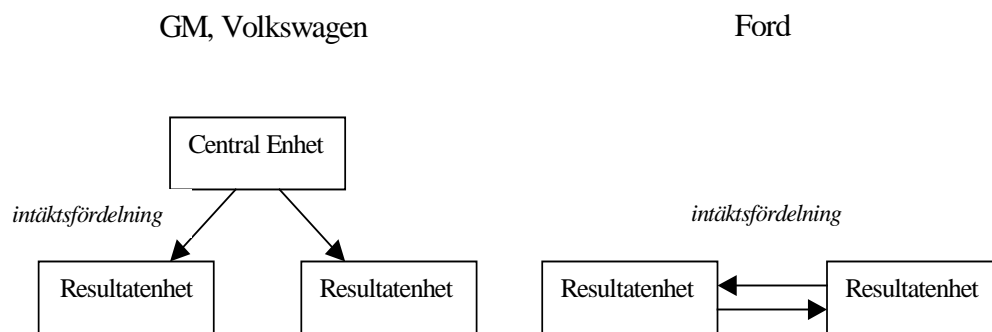 GM, Volkswagen
Ford
Central Enhet
intäktsfördelning
intäktsfördelning
Resultatenhet
Resultatenhet
Resultatenhet
Resultatenhet